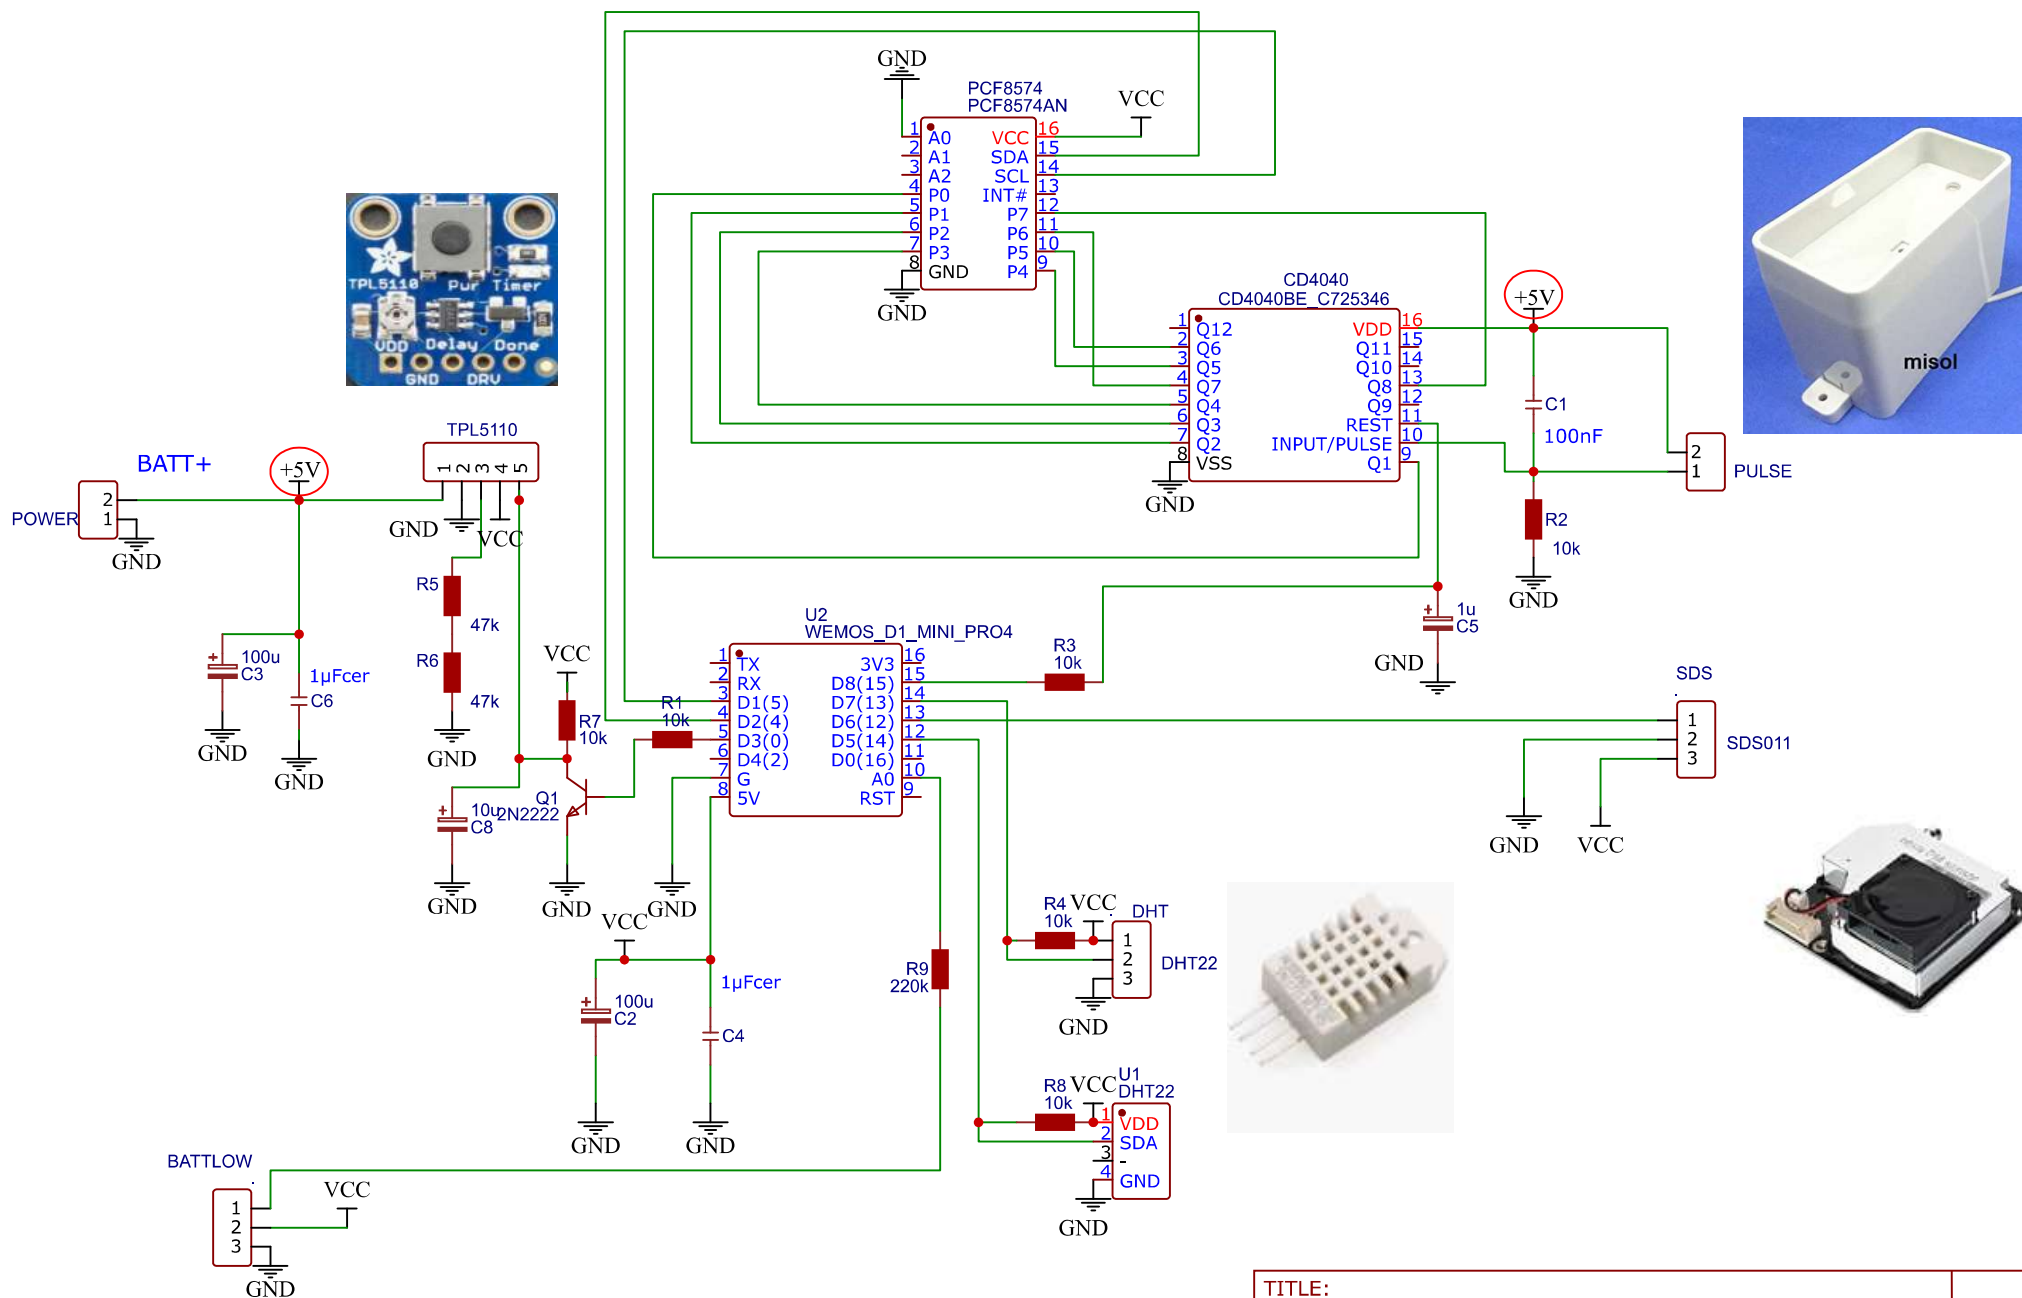 GND
PCF8574
PCF8574AN
VCC
1 A0
2 A1
3 A2
4 P0
5 P1
6 P2
7 P3
8 GND
VCC 16
SDA 15
SCL 14
INT# 13
P7 12
P6 11
P5 10
P4 9
GND
TPL5110
Pwr Timer
VDD Delay Done
GND DRV
CD4040
CD4040BE_C725346
1 Q12
2 Q6
3 Q5
4 Q7
5 Q4
6 Q3
7 Q2
8 VSS
VDD 16
Q11 15
Q10 14
Q8 13
Q9 12
REST 11
INPUT/PULSE 10
Q1 9
GND
+5V
C1
100nF
2
1
PULSE
R2
10k
GND
misol
BATT+
+5V
TPL5110
1 2 3 4 5
POWER
2
1
GND
GND
VCC
R5
47k
R6
47k
GND
100u
C3
GND
1µFcer
C6
GND
VCC
R7
10k
R1
10k
Q1
2N2222
10u
C8
GND
GND
GND
U2
WEMOS_D1_MINI_PRO4
1 TX
2 RX
3 D1(5)
4 D2(4)
5 D3(0)
6 D4(2)
7 G
8 5V
3V3 16
D8(15) 15
D7(13) 14
D6(12) 13
D5(14) 12
D0(16) 11
A0 10
RST 9
R3
10k
1u
C5
GND
SDS
1
2
3
SDS011
GND
VCC
VCC
100u
C2
GND
1µFcer
C4
GND
R9
220k
R4
10k
VCC
DHT
1
2
3
DHT22
GND
R8
10k
VCC
U1
DHT22
1 VDD
2 SDA
3 -
4 GND
GND
BATTLOW
1
2
3
VCC
GND
TITLE: